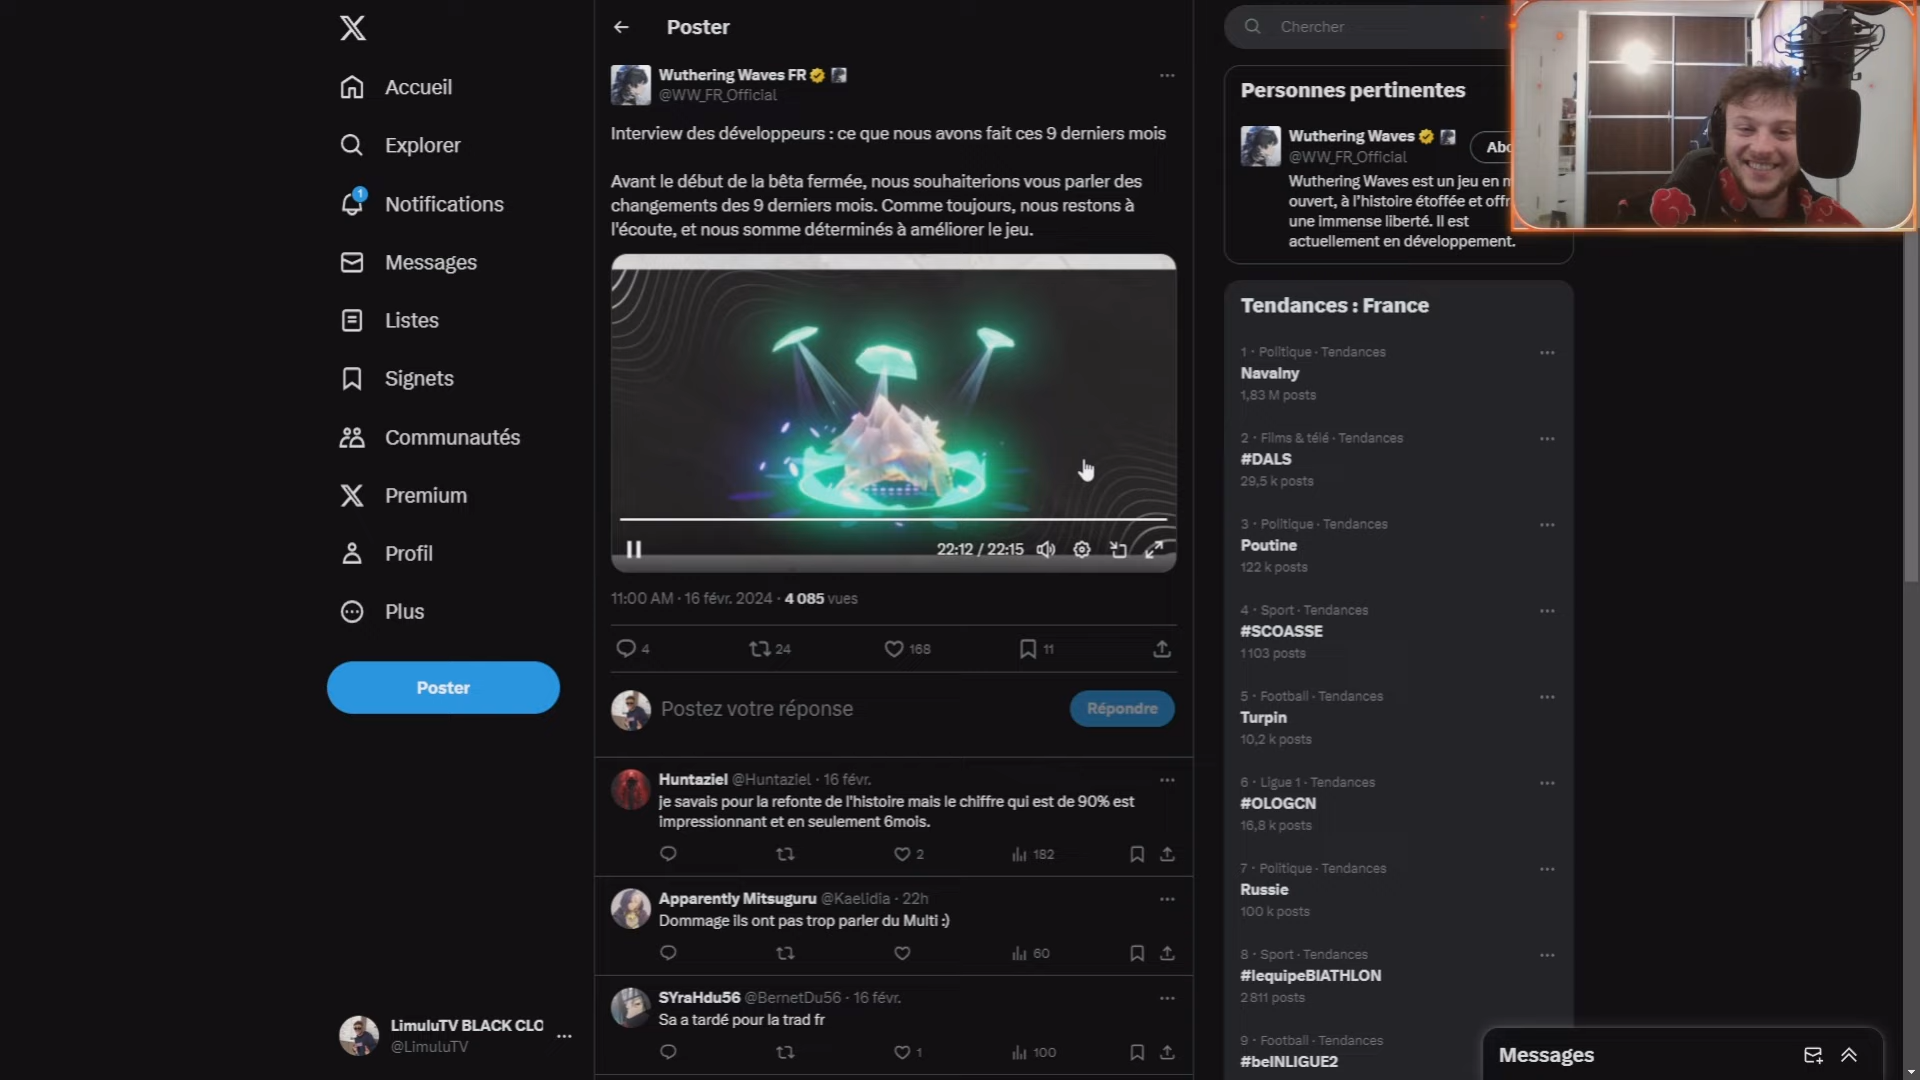 Accueil
Explorer
1
Notifications
Messages
Listes
Signets
Communautés
Premium
Profil
Plus
Poster
LimuluTV BLACK CLO
@LimuluTV
Poster
Wuthering Waves FR
@WW_FR_Official
Interview des développeurs : ce que nous avons fait ces 9 derniers mois
Avant le début de la bêta fermée, nous souhaiterions vous parler des
changements des 9 derniers mois. Comme toujours, nous restons à
l'écoute, et nous somme déterminés à améliorer le jeu.
22:12 / 22:15
11:00 AM · 16 févr. 2024 · 4 085 vues
4 24 168 11
Postez votre réponse
Répondre
Huntaziel @Huntaziel · 16 févr.
je savais pour la refonte de l'histoire mais le chiffre qui est de 90% est
impressionnant et en seulement 6mois.
2 182
Apparently Mitsuguru @Kaelidia · 22h
Dommage ils ont pas trop parler du Multi :)
60
SYraHdu56 @BernetDu56 · 16 févr.
Sa a tardé pour la trad fr
1 100
Chercher
Personnes pertinentes
Wuthering Waves
@WW_FR_Official
Abo
Wuthering Waves est un jeu en m
ouvert, à l'histoire étoffée et offr
une immense liberté. Il est
actuellement en développement.
Tendances : France
1 · Politique · Tendances
Navalny
1,83 M posts
2 · Films & télé · Tendances
#DALS
29,5 k posts
3 · Politique · Tendances
Poutine
122 k posts
4 · Sport · Tendances
#SCOASSE
1 103 posts
5 · Football · Tendances
Turpin
10,2 k posts
6 · Ligue 1 · Tendances
#OLOGCN
16,8 k posts
7 · Politique · Tendances
Russie
100 k posts
8 · Sport · Tendances
#lequipeBIATHLON
2 811 posts
9 · Football · Tendances
#beINLIGUE2
Messages